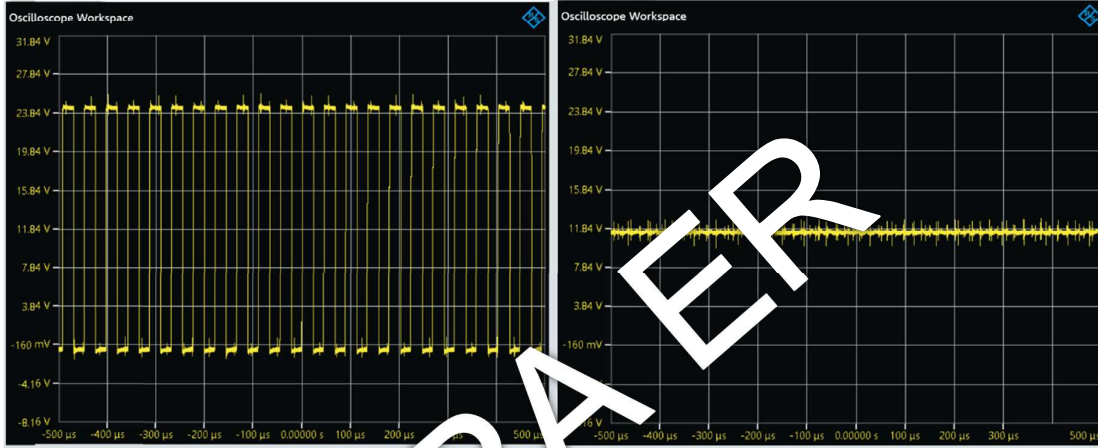 Oscilloscope Workspace
31.84 V
27.84 V
23.84 V
19.84 V
15.84 V
11.84 V
7.84 V
3.84 V
-160 mV
-4.16 V
-8.16 V
-500 µs -400 µs -300 µs -200 µs -100 µs 0.00000 s 100 µs 200 µs 500 µs
Oscilloscope Workspace
31.84 V
27.84 V
23.84 V
19.84 V
15.84 V
11.84 V
7.84 V
3.84 V
-160 mV
-500 µs -400 µs -300 µs -200 µs -100 µs 0.00000 s 100 µs 200 µs 300 µs 500 µs
ER